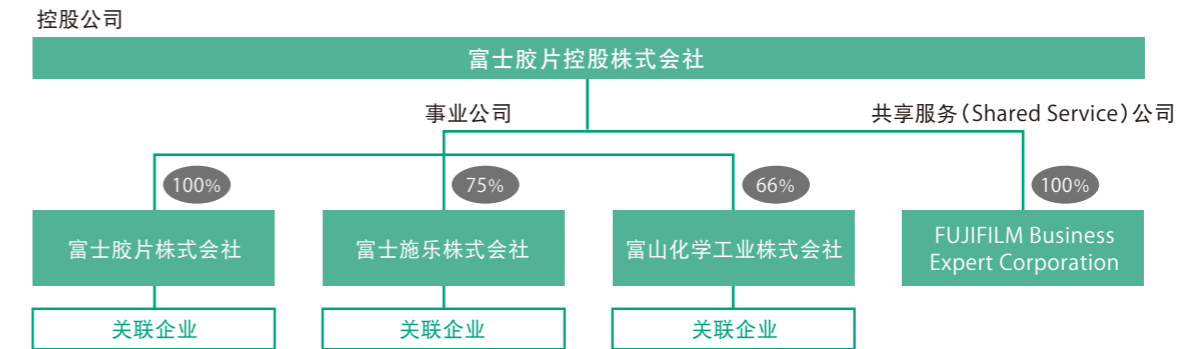 控股公司
富士胶片控股株式会社
事业公司
共享服务（Shared Service）公司
100%
75%
66%
100%
富士胶片株式会社
富士施乐株式会社
富山化学工业株式会社
FUJIFILM Business
Expert Corporation
关联企业
关联企业
关联企业